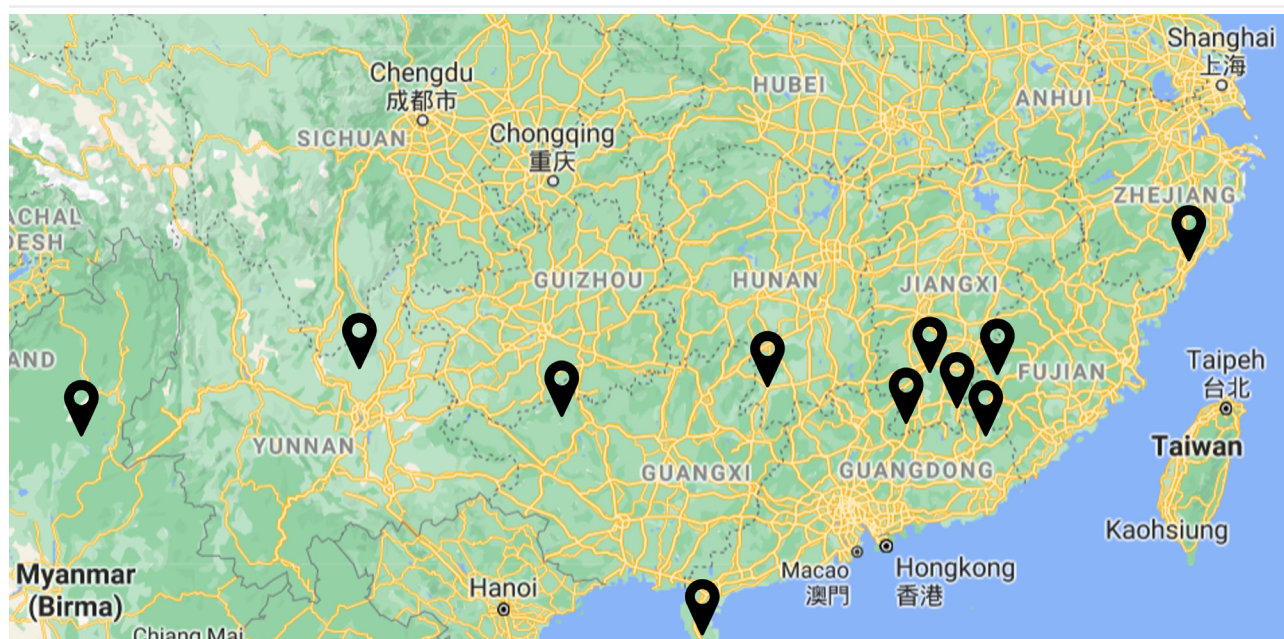 Shanghai
上海
Chengdu
成都市
HUBEI
ANHUI
SICHUAN
Chongqing
重庆
ZHEJIANG
ACHAL
DESH
GUIZHOU
HUNAN
JIANGXI
AND
FUJIAN
Taipeh
台北
YUNNAN
GUANGXI
GUANGDONG
Taiwan
Kaohsiung
Macao
澳門
Hongkong
香港
Myanmar
(Birma)
Hanoi
Chiang Mai